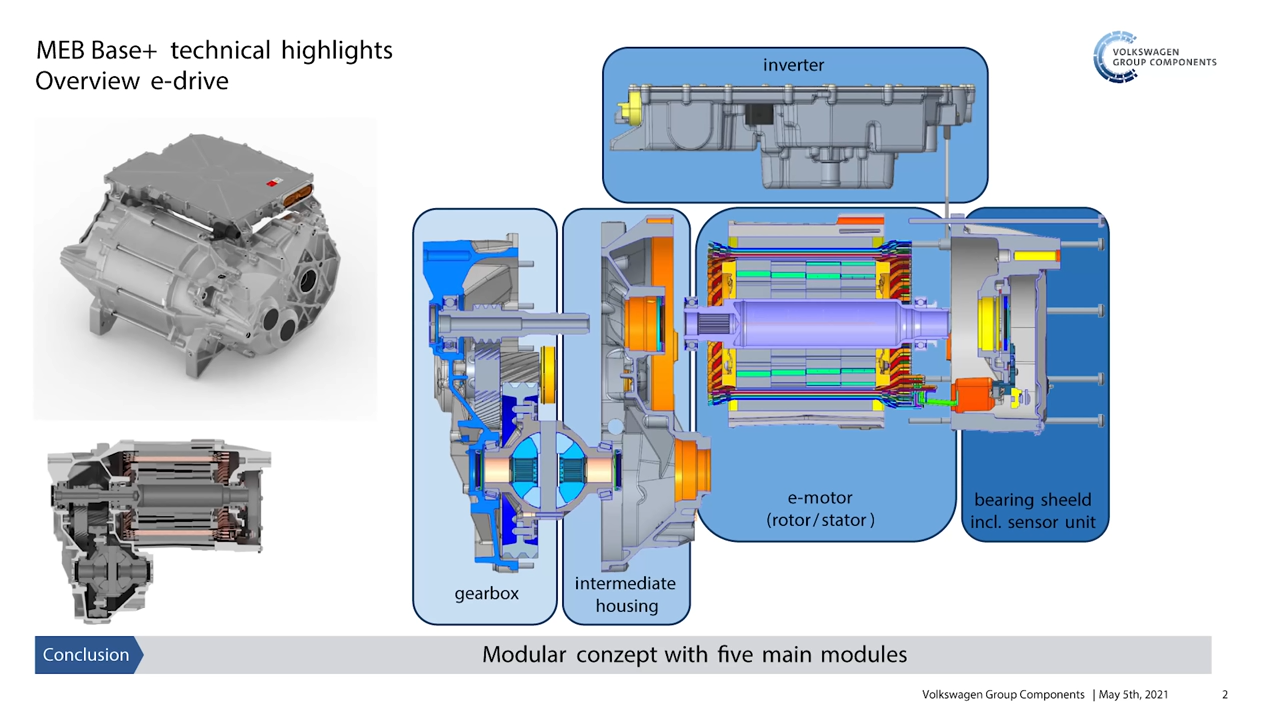 MEB Base+ technical highlights
Overview e-drive
VOLKSWAGEN
GROUP COMPONENTS
inverter
e-motor
(rotor/stator)
bearing sheeld
incl. sensor unit
gearbox
intermediate
housing
Conclusion
Modular conzept with five main modules
Volkswagen Group Components | May 5th, 2021
2